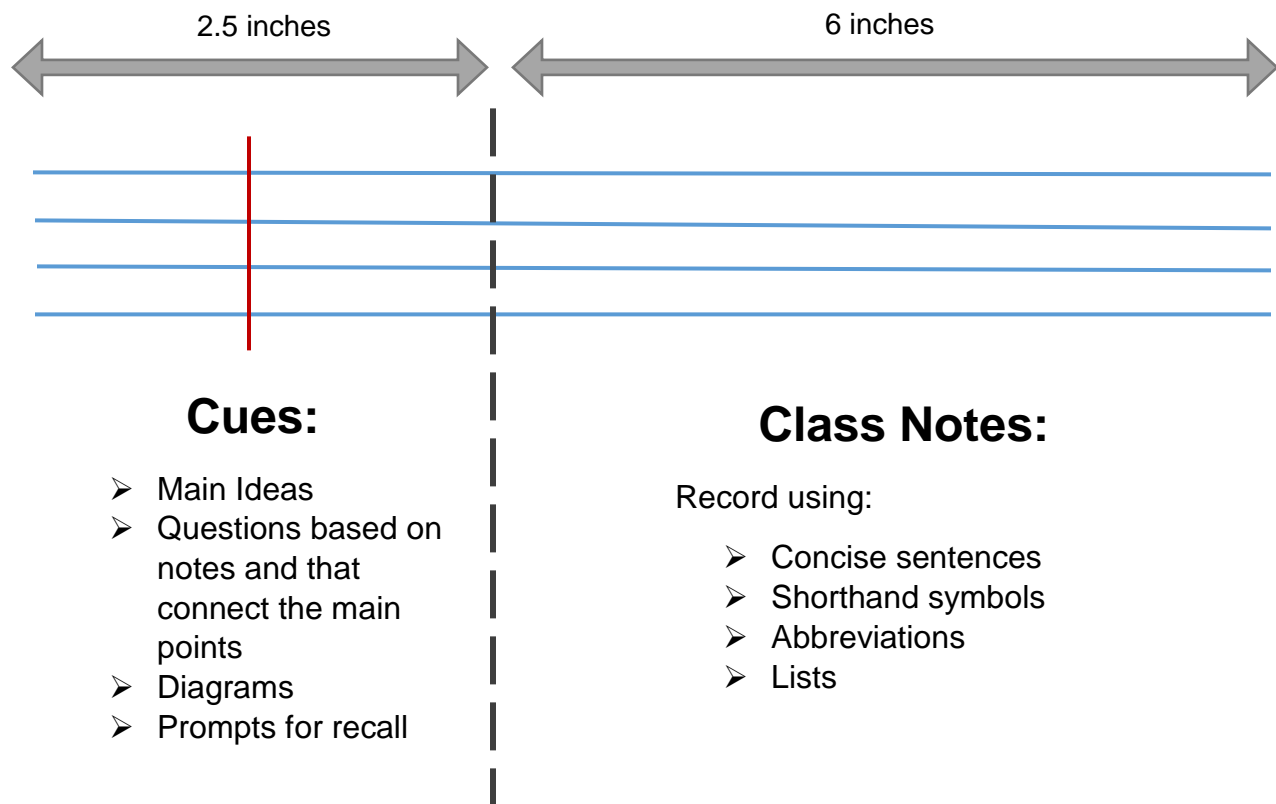 2.5 inches
6 inches
Cues:
➢ Main Ideas
➢ Questions based on
notes and that
connect the main
points
➢ Diagrams
➢ Prompts for recall
Class Notes:
Record using:
➢ Concise sentences
➢ Shorthand symbols
➢ Abbreviations
➢ Lists